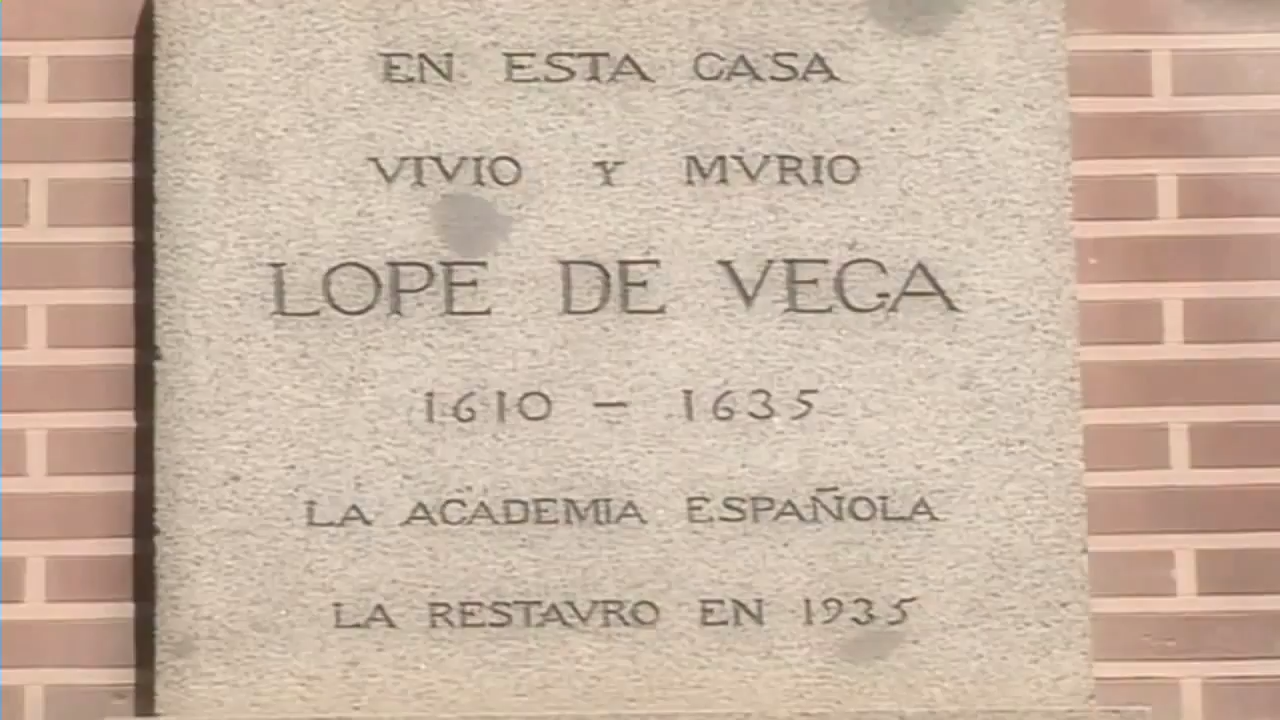 EN ESTA CASA
VIVIO Y MVRIO
LOPE DE VEGA
1610 – 1635
LA ACADEMIA ESPAÑOLA
LA RESTAVRO EN 1935